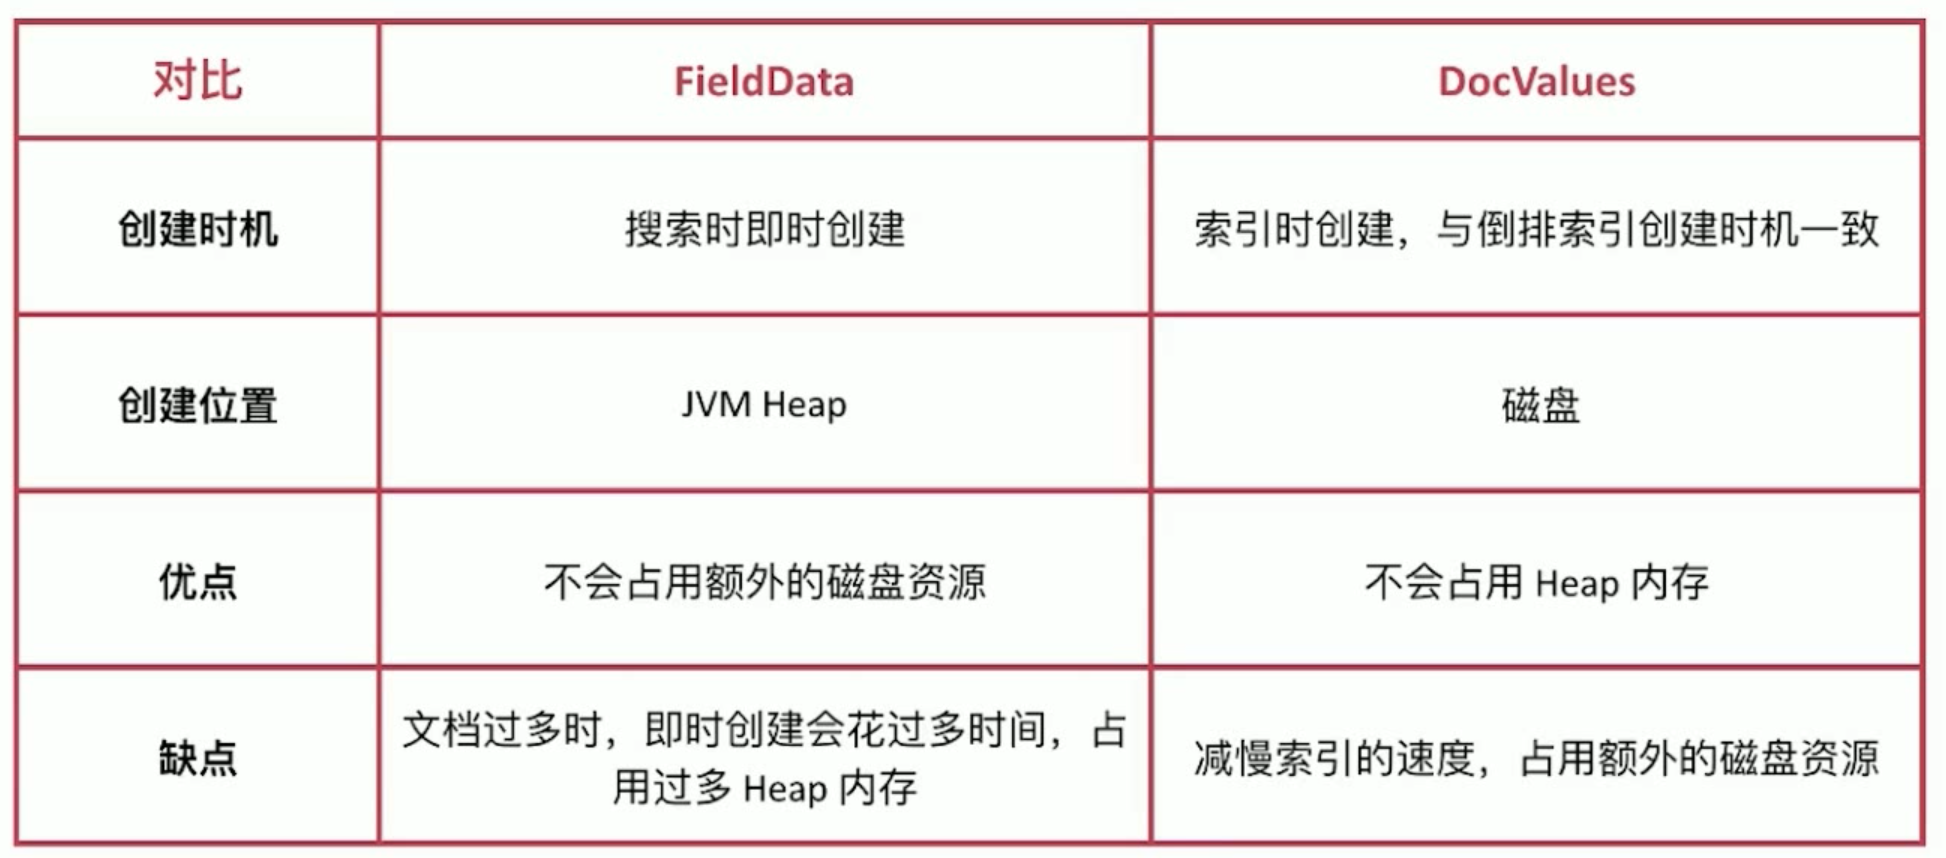 对比
FieldData
DocValues
创建时机
搜索时即时创建
索引时创建，与倒排索引创建时机一致
创建位置
JVM Heap
磁盘
优点
不会占用额外的磁盘资源
不会占用 Heap 内存
缺点
文档过多时，即时创建会花过多时间，占
用过多 Heap 内存
减慢索引的速度，占用额外的磁盘资源